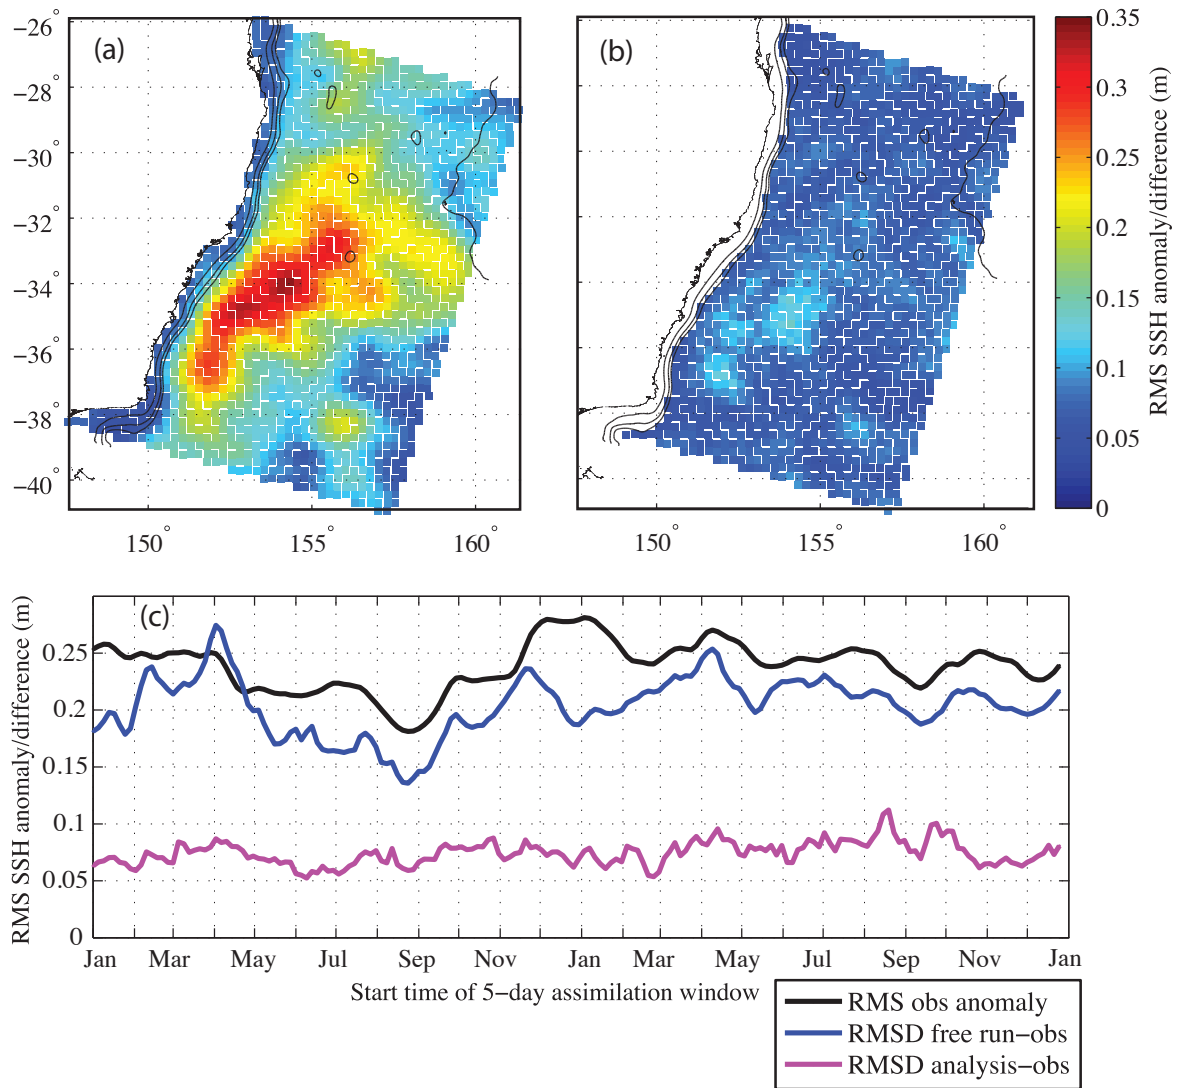 (a)
(b)
−26°
−28°
−30°
−32°
−34°
−36°
−38°
−40°
150°
155°
160°
150°
155°
160°
0.35
0.3
0.25
0.2
0.15
0.1
0.05
0
RMS SSH anomaly/difference (m)
(c)
RMS SSH anomaly/difference (m)
0.25
0.2
0.15
0.1
0.05
0
Jan Mar May Jul Sep Nov Jan Mar May Jul Sep Nov Jan
Start time of 5−day assimilation window
RMS obs anomaly
RMSD free run−obs
RMSD analysis−obs